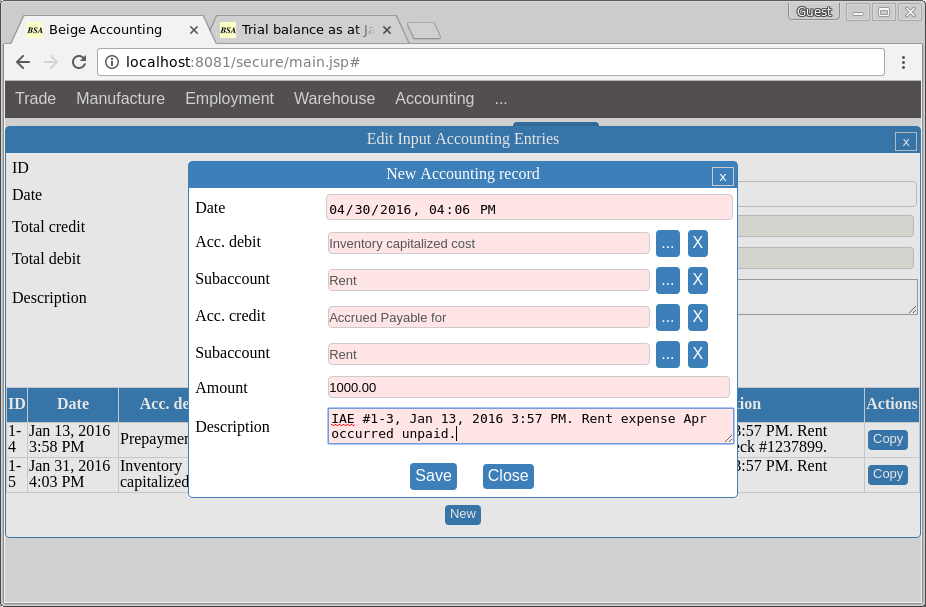 Guest
BSA Beige Accounting
BSA Trial balance as at Ja
localhost:8081/secure/main.jsp#
Trade Manufacture Employment Warehouse Accounting ...
Edit Input Accounting Entries x
ID
Date
Total credit
Total debit
Description
New Accounting record x
Date 04/30/2016, 04:06 PM
Acc. debit Inventory capitalized cost ... X
Subaccount Rent ... X
Acc. credit Accrued Payable for ... X
Subaccount Rent ... X
Amount 1000.00
Description IAE #1-3, Jan 13, 2016 3:57 PM. Rent expense Apr
occurred unpaid.
Save Close
ID Date Acc. de ion Actions
1- Jan 13, 2016 3:57 PM. Rent
4 3:58 PM Prepaymen eck #1237899. Copy
1- Jan 31, 2016 Inventory 3:57 PM. Rent
5 4:03 PM capitalized Copy
New